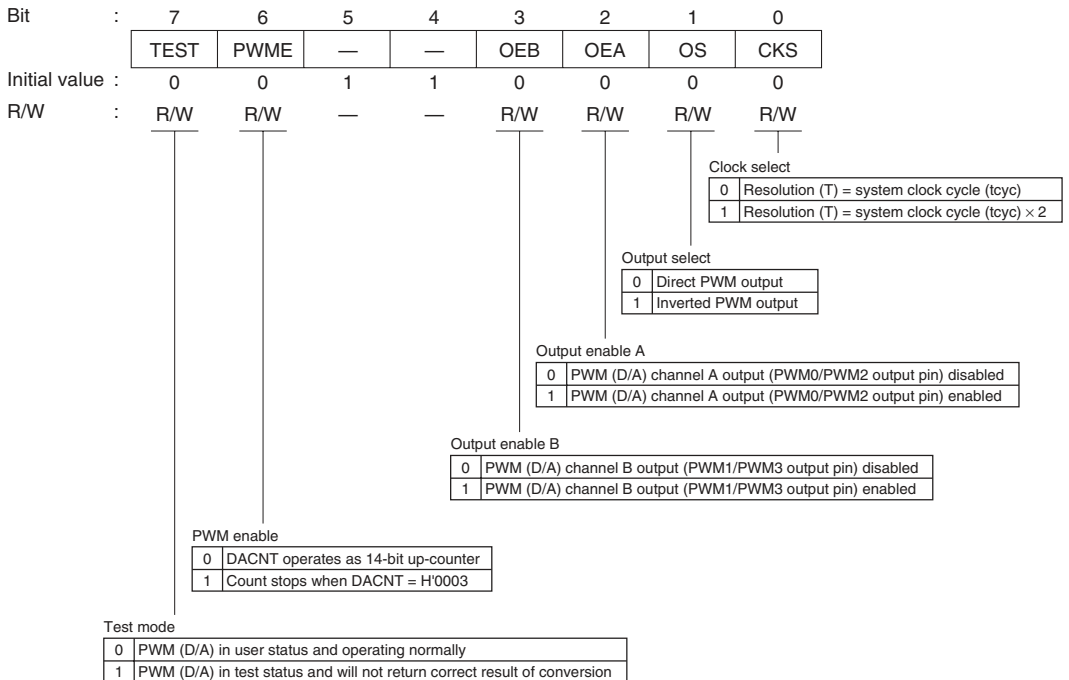 Bit : 7 6 5 4 3 2 1 0
TEST PWME — — OEB OEA OS CKS
Initial value : 0 0 1 1 0 0 0 0
R/W : R/W R/W — — R/W R/W R/W R/W
Clock select
0 Resolution (T) = system clock cycle (tcyc)
1 Resolution (T) = system clock cycle (tcyc) × 2
Output select
0 Direct PWM output
1 Inverted PWM output
Output enable A
0 PWM (D/A) channel A output (PWM0/PWM2 output pin) disabled
1 PWM (D/A) channel A output (PWM0/PWM2 output pin) enabled
Output enable B
0 PWM (D/A) channel B output (PWM1/PWM3 output pin) disabled
1 PWM (D/A) channel B output (PWM1/PWM3 output pin) enabled
PWM enable
0 DACNT operates as 14-bit up-counter
1 Count stops when DACNT = H'0003
Test mode
0 PWM (D/A) in user status and operating normally
1 PWM (D/A) in test status and will not return correct result of conversion